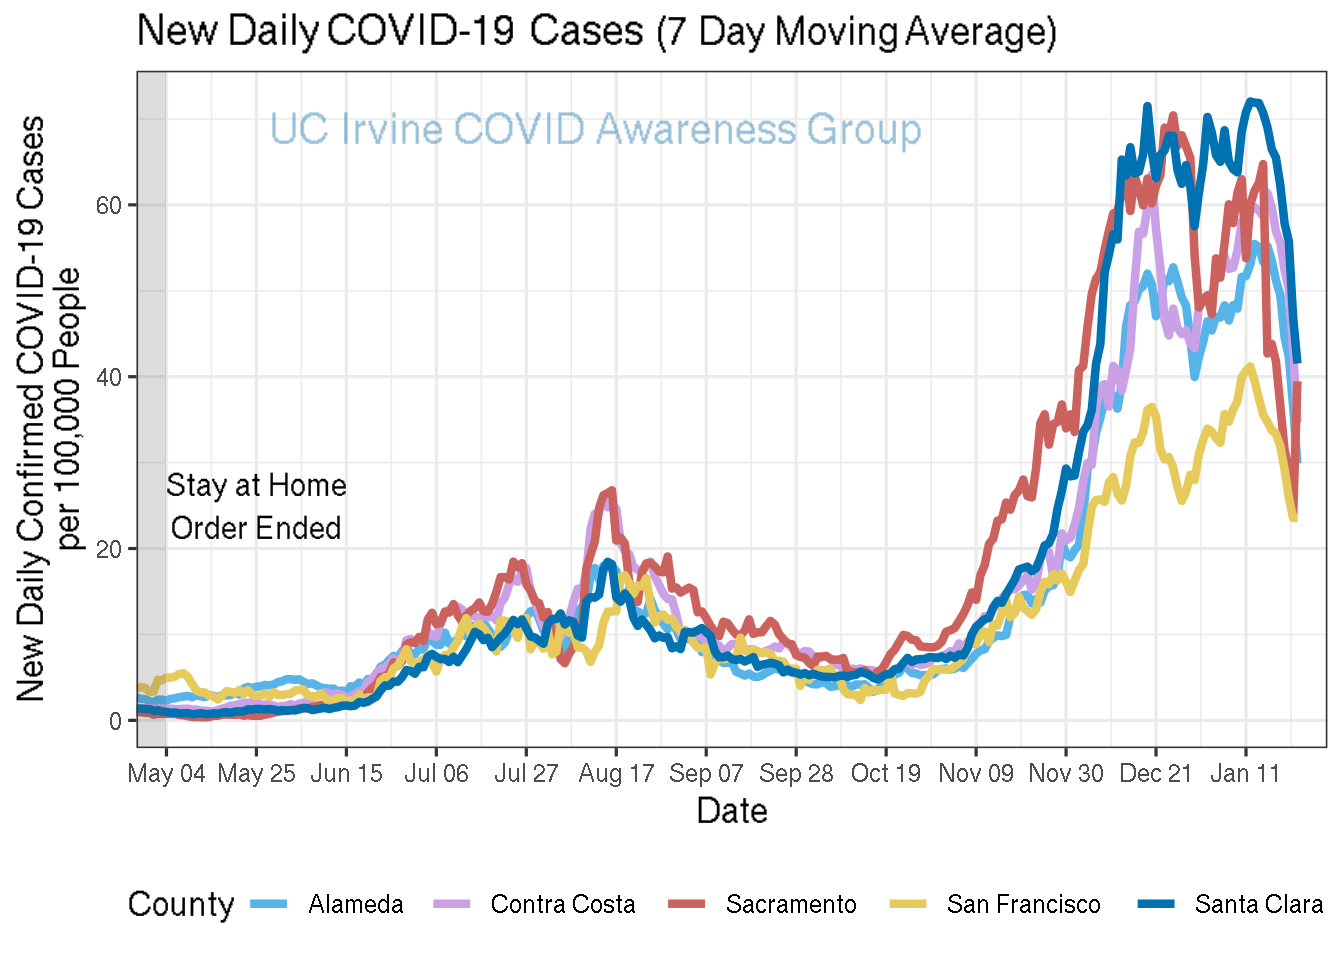 New Daily COVID-19 Cases (7 Day Moving Average)
UC Irvine COVID Awareness Group
New Daily Confirmed COVID-19 Cases
per 100,000 People
60
40
20
0
Stay at Home
Order Ended
May 04 May 25 Jun 15 Jul 06 Jul 27 Aug 17 Sep 07 Sep 28 Oct 19 Nov 09 Nov 30 Dec 21 Jan 11
Date
County Alameda Contra Costa Sacramento San Francisco Santa Clara